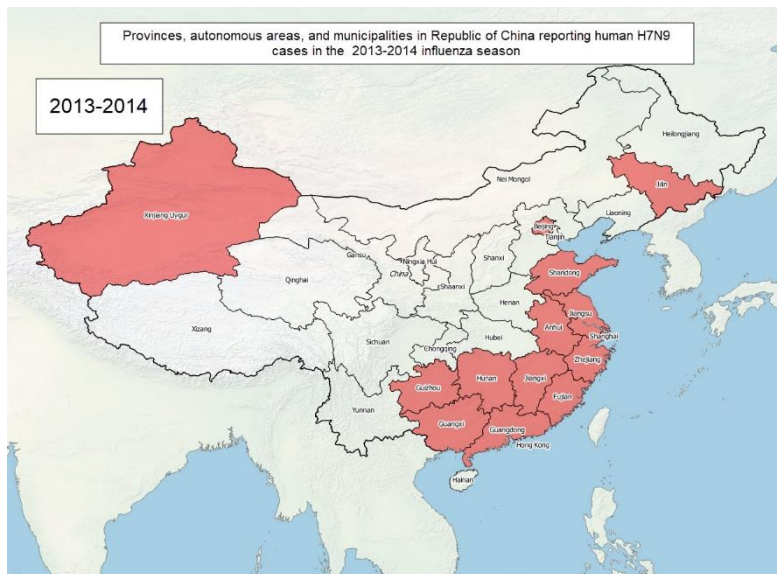 Provinces, autonomous areas, and municipalities in Republic of China reporting human H7N9
cases in the 2013-2014 influenza season
2013-2014
Heilongjiang
Nei Mongol
Jilin
Xinjiang Uygur
Liaoning
Beijing
Tianjin
Gansu
Ningxia Hui
Shanxi
China
Shandong
Qinghai
Shaanxi
Henan
Jiangsu
Anhui
Xizang
Shanghai
Hubei
Sichuan
Chongqing
Zhejiang
Guizhou
Hunan
Jiangxi
Fujian
Yunnan
Guangxi
Guangdong
Hong Kong
Hainan